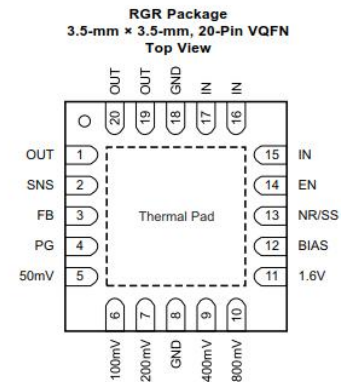 RGR Package
3.5-mm × 3.5-mm, 20-Pin VQFN
Top View
OUT
OUT
GND
IN
IN
20
19
18
17
16
OUT 1
15 IN
SNS 2
14 EN
FB 3
Thermal Pad
13 NR/SS
PG 4
12 BIAS
50mV 5
11 1.6V
6
7
8
9
10
100mV
200mV
GND
400mV
800mV